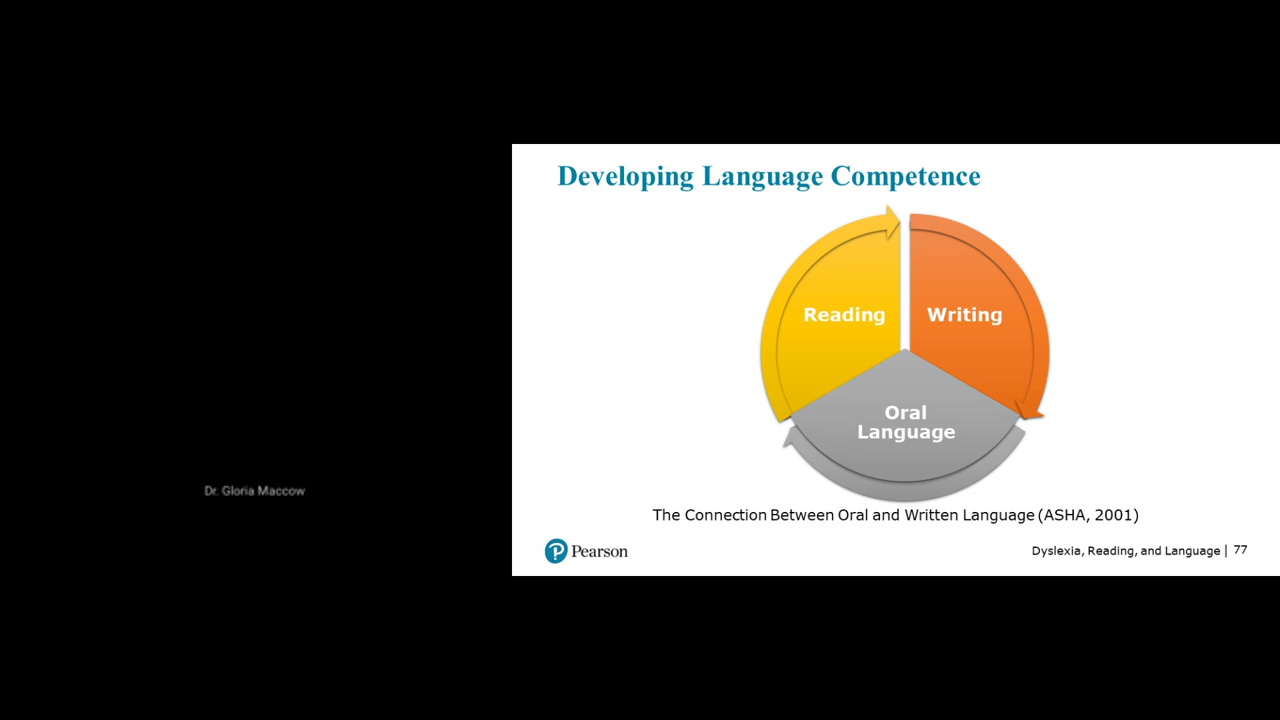 Developing Language Competence
Reading
Writing
Oral
Language
Dr. Gloria Maccow
The Connection Between Oral and Written Language (ASHA, 2001)
P Pearson
Dyslexia, Reading, and Language | 77